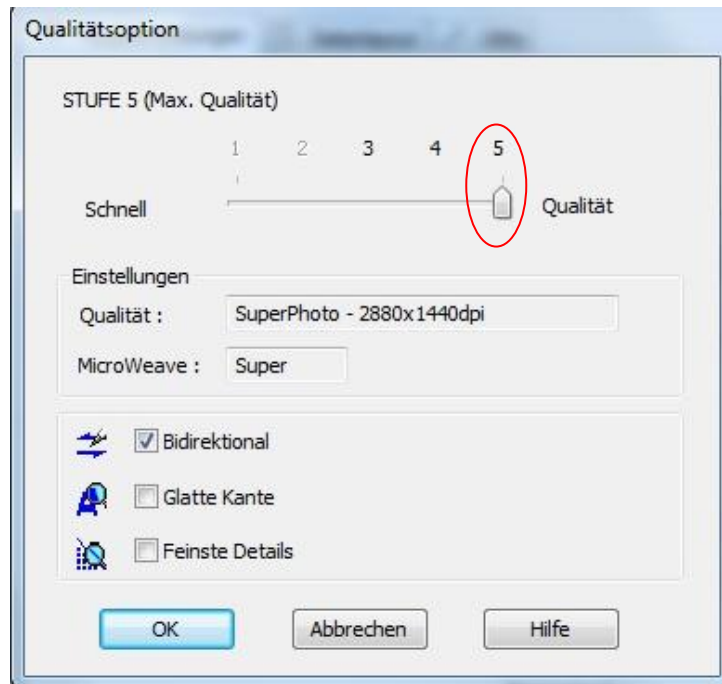 Qualitätsoption
STUFE 5 (Max. Qualität)
1 2 3 4 5
Schnell Qualität
Einstellungen
Qualität : SuperPhoto - 2880x1440dpi
MicroWeave : Super
Bidirektional
Glatte Kante
Feinste Details
OK Abbrechen Hilfe